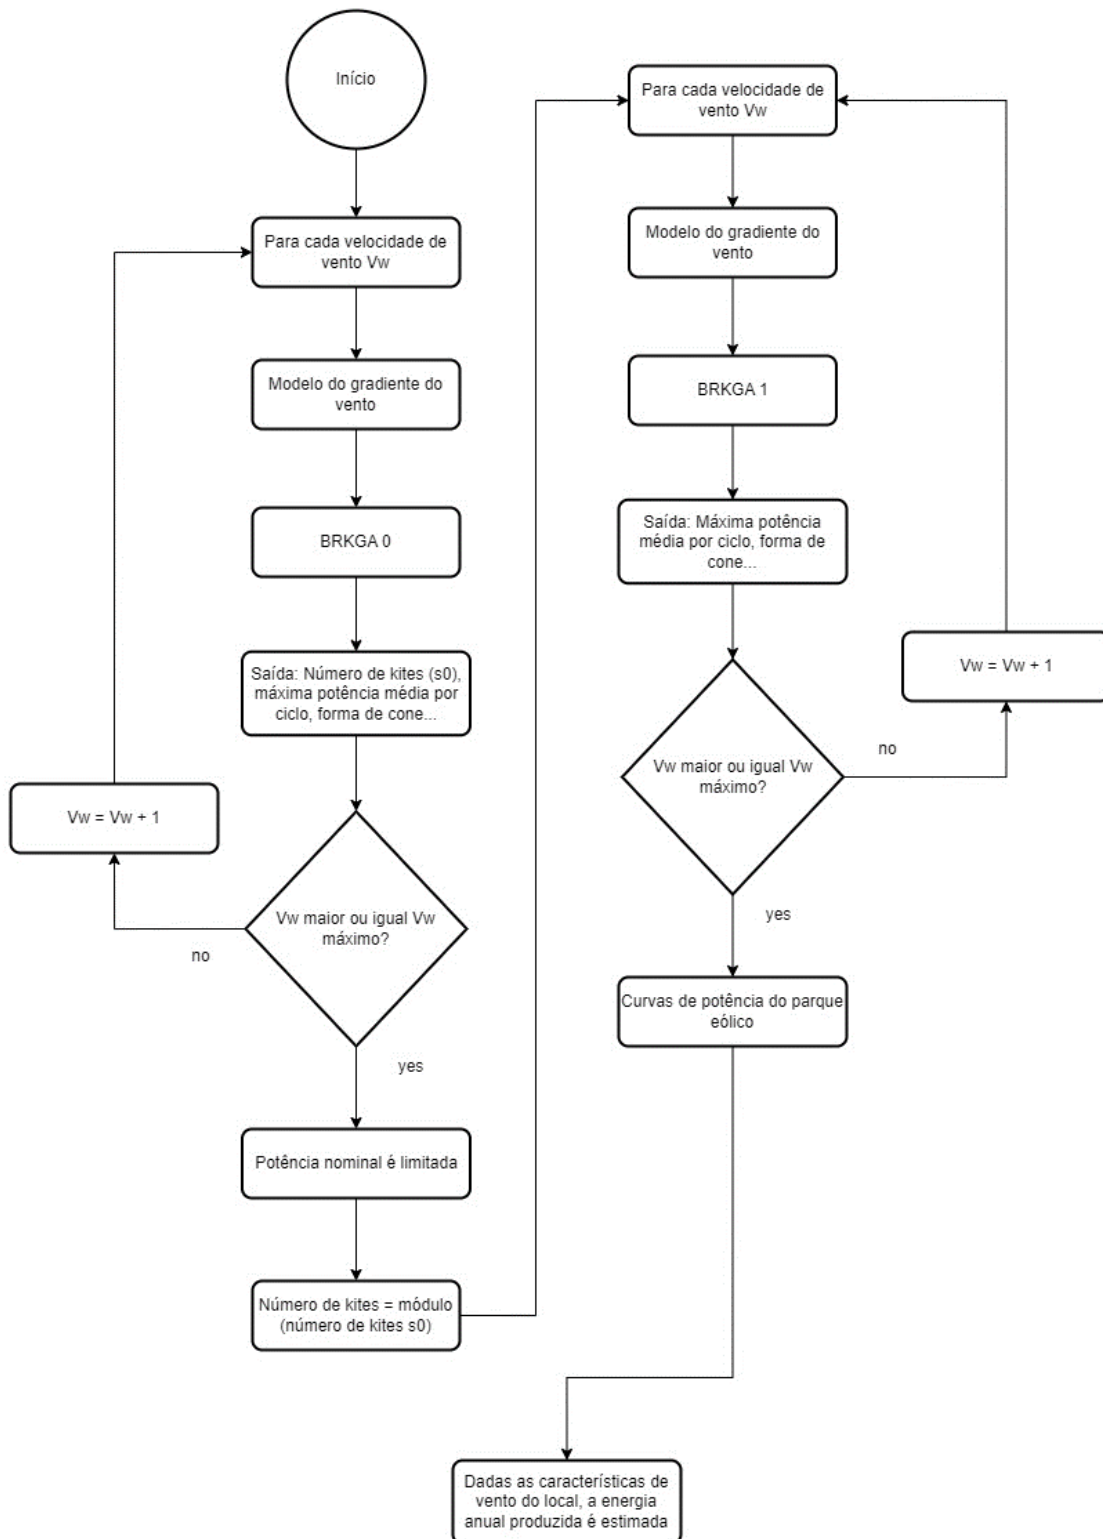 Início
Para cada velocidade de
vento Vw
Modelo do gradiente do
vento
BRKGA 0
Saída: Número de kites (s0),
máxima potência média por
ciclo, forma de cone...
Vw = Vw + 1
Vw maior ou igual Vw
máximo?
no
yes
Potência nominal é limitada
Número de kites = módulo
(número de kites s0)
Para cada velocidade de
vento Vw
Modelo do gradiente do
vento
BRKGA 1
Saída: Máxima potência
média por ciclo, forma de
cone...
Vw = Vw + 1
Vw maior ou igual Vw
máximo?
no
yes
Curvas de potência do parque
eólico
Dadas as características de
vento do local, a energia
anual produzida é estimada